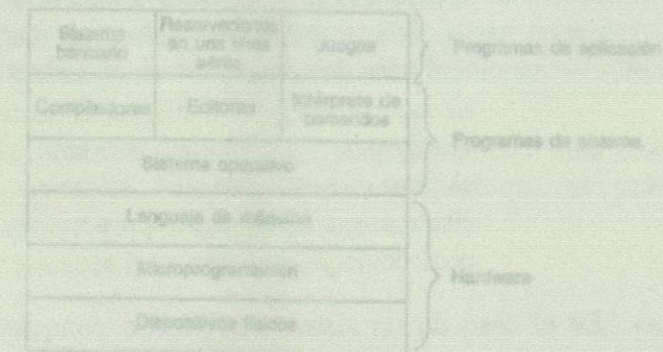 Sistema
bancario
Reservaciones
en una línea
aérea
Juegos
Programas de aplicación
Compiladores
Editores
Intérprete de
comandos
Programas de sistema
Sistema operativo
Lenguaje de máquina
Microprogramación
Hardware
Dispositivos físicos